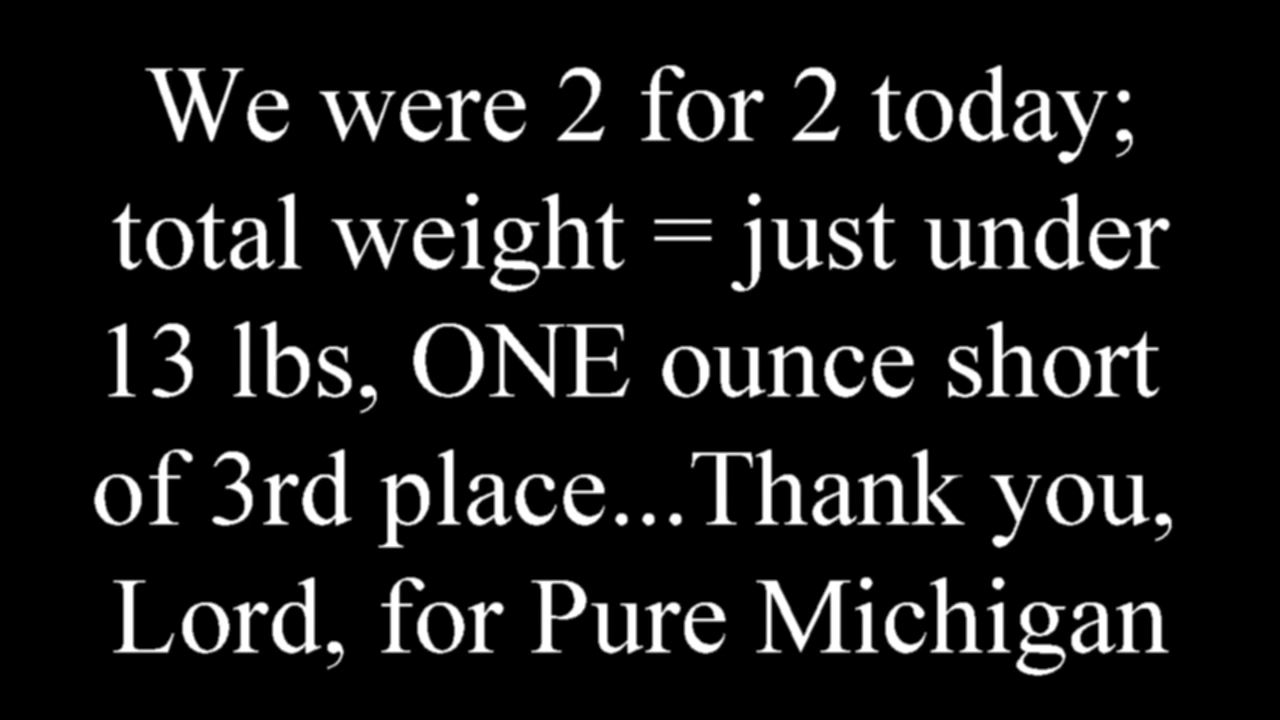 We were 2 for 2 today;
total weight = just under
13 lbs, ONE ounce short
of 3rd place...Thank you,
Lord, for Pure Michigan